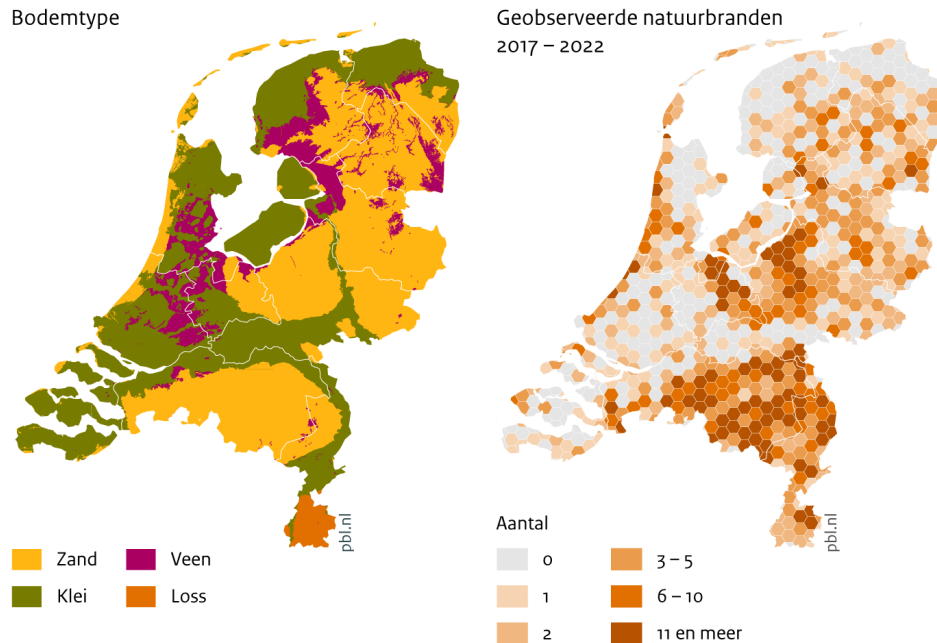 Bodemtype
Zand
Klei
Veen
Loss
pbl.nl
Geobserveerde natuurbranden
2017 – 2022
Aantal
0
1
2
3 – 5
6 – 10
11 en meer
pbl.nl